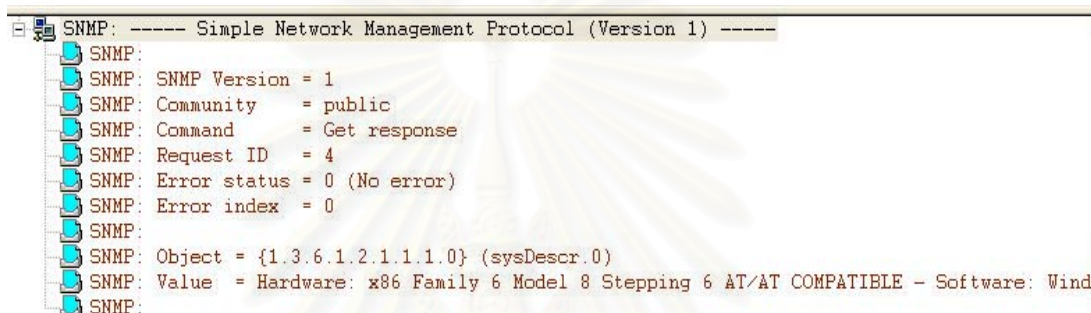 SNMP: ----- Simple Network Management Protocol (Version 1) -----
SNMP:
SNMP: SNMP Version = 1
SNMP: Community = public
SNMP: Command = Get response
SNMP: Request ID = 4
SNMP: Error status = 0 (No error)
SNMP: Error index = 0
SNMP:
SNMP: Object = {1.3.6.1.2.1.1.1.0} (sysDescr.0)
SNMP: Value = Hardware: x86 Family 6 Model 8 Stepping 6 AT/AT COMPATIBLE - Software: Wind
SNMP: